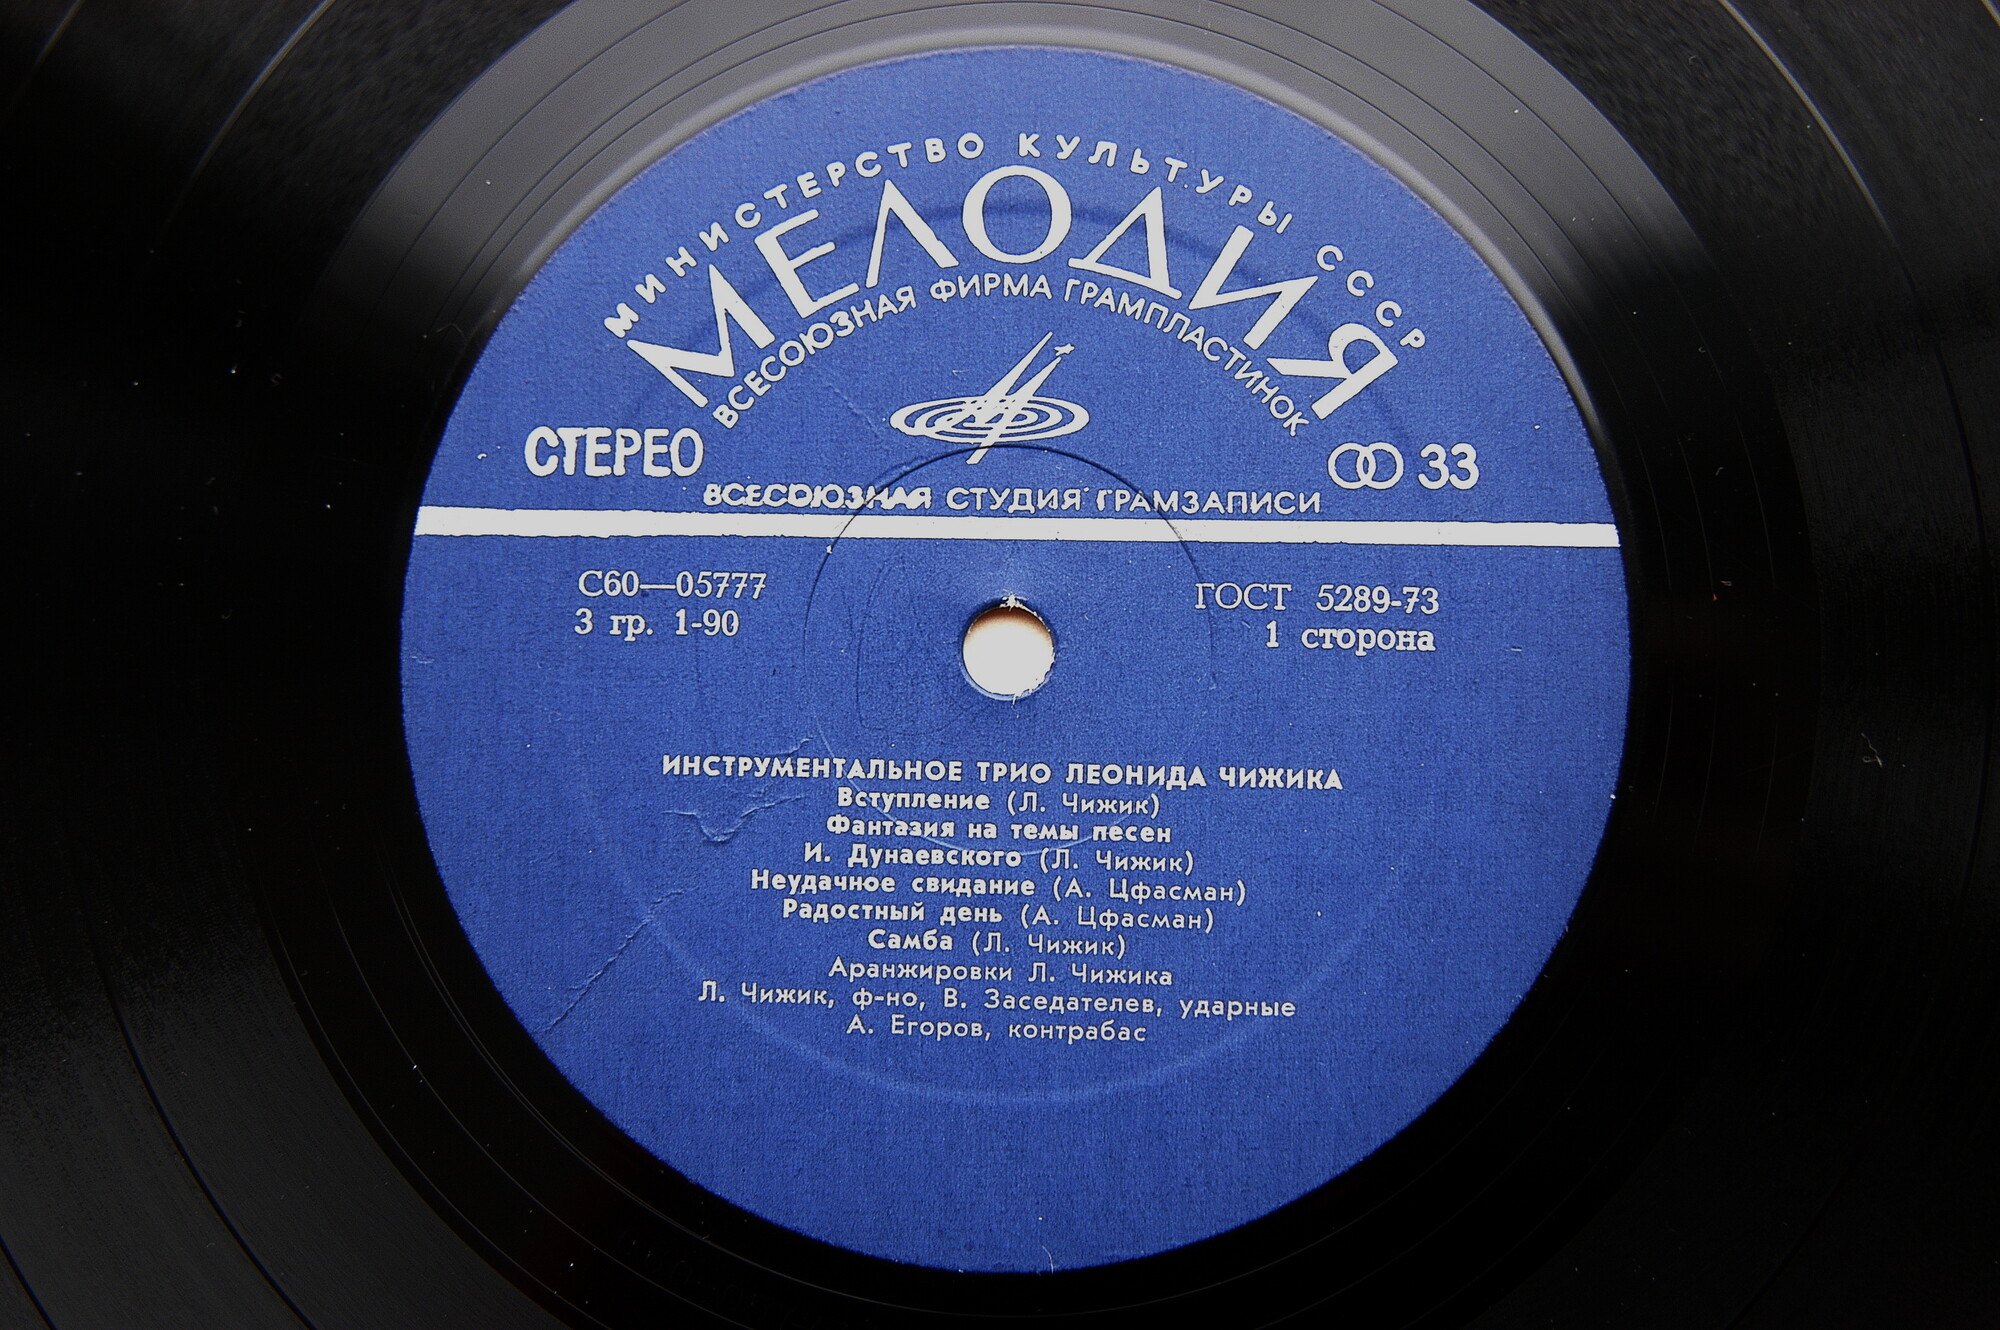 МИНИСТЕРСТВО КУЛЬТУРЫ СССР
МЕЛОДИЯ
ВСЕСОЮЗНАЯ ФИРМА ГРАМПЛАСТИНОК
СТЕРЕО
33
ВСЕСОЮЗНАЯ СТУДИЯ ГРАМЗАПИСИ
С60—05777
ГОСТ 5289-73
3 гр. 1-90
1 сторона
ИНСТРУМЕНТАЛЬНОЕ ТРИО ЛЕОНИДА ЧИЖИКА
Вступление (Л. Чижик)
Фантазия на темы песен
И. Дунаевского (Л. Чижик)
Неудачное свидание (А. Цфасман)
Радостный день (А. Цфасман)
Самба (Л. Чижик)
Аранжировки Л. Чижика
Л. Чижик, ф-но, В. Заседателев, ударные
А. Егоров, контрабас